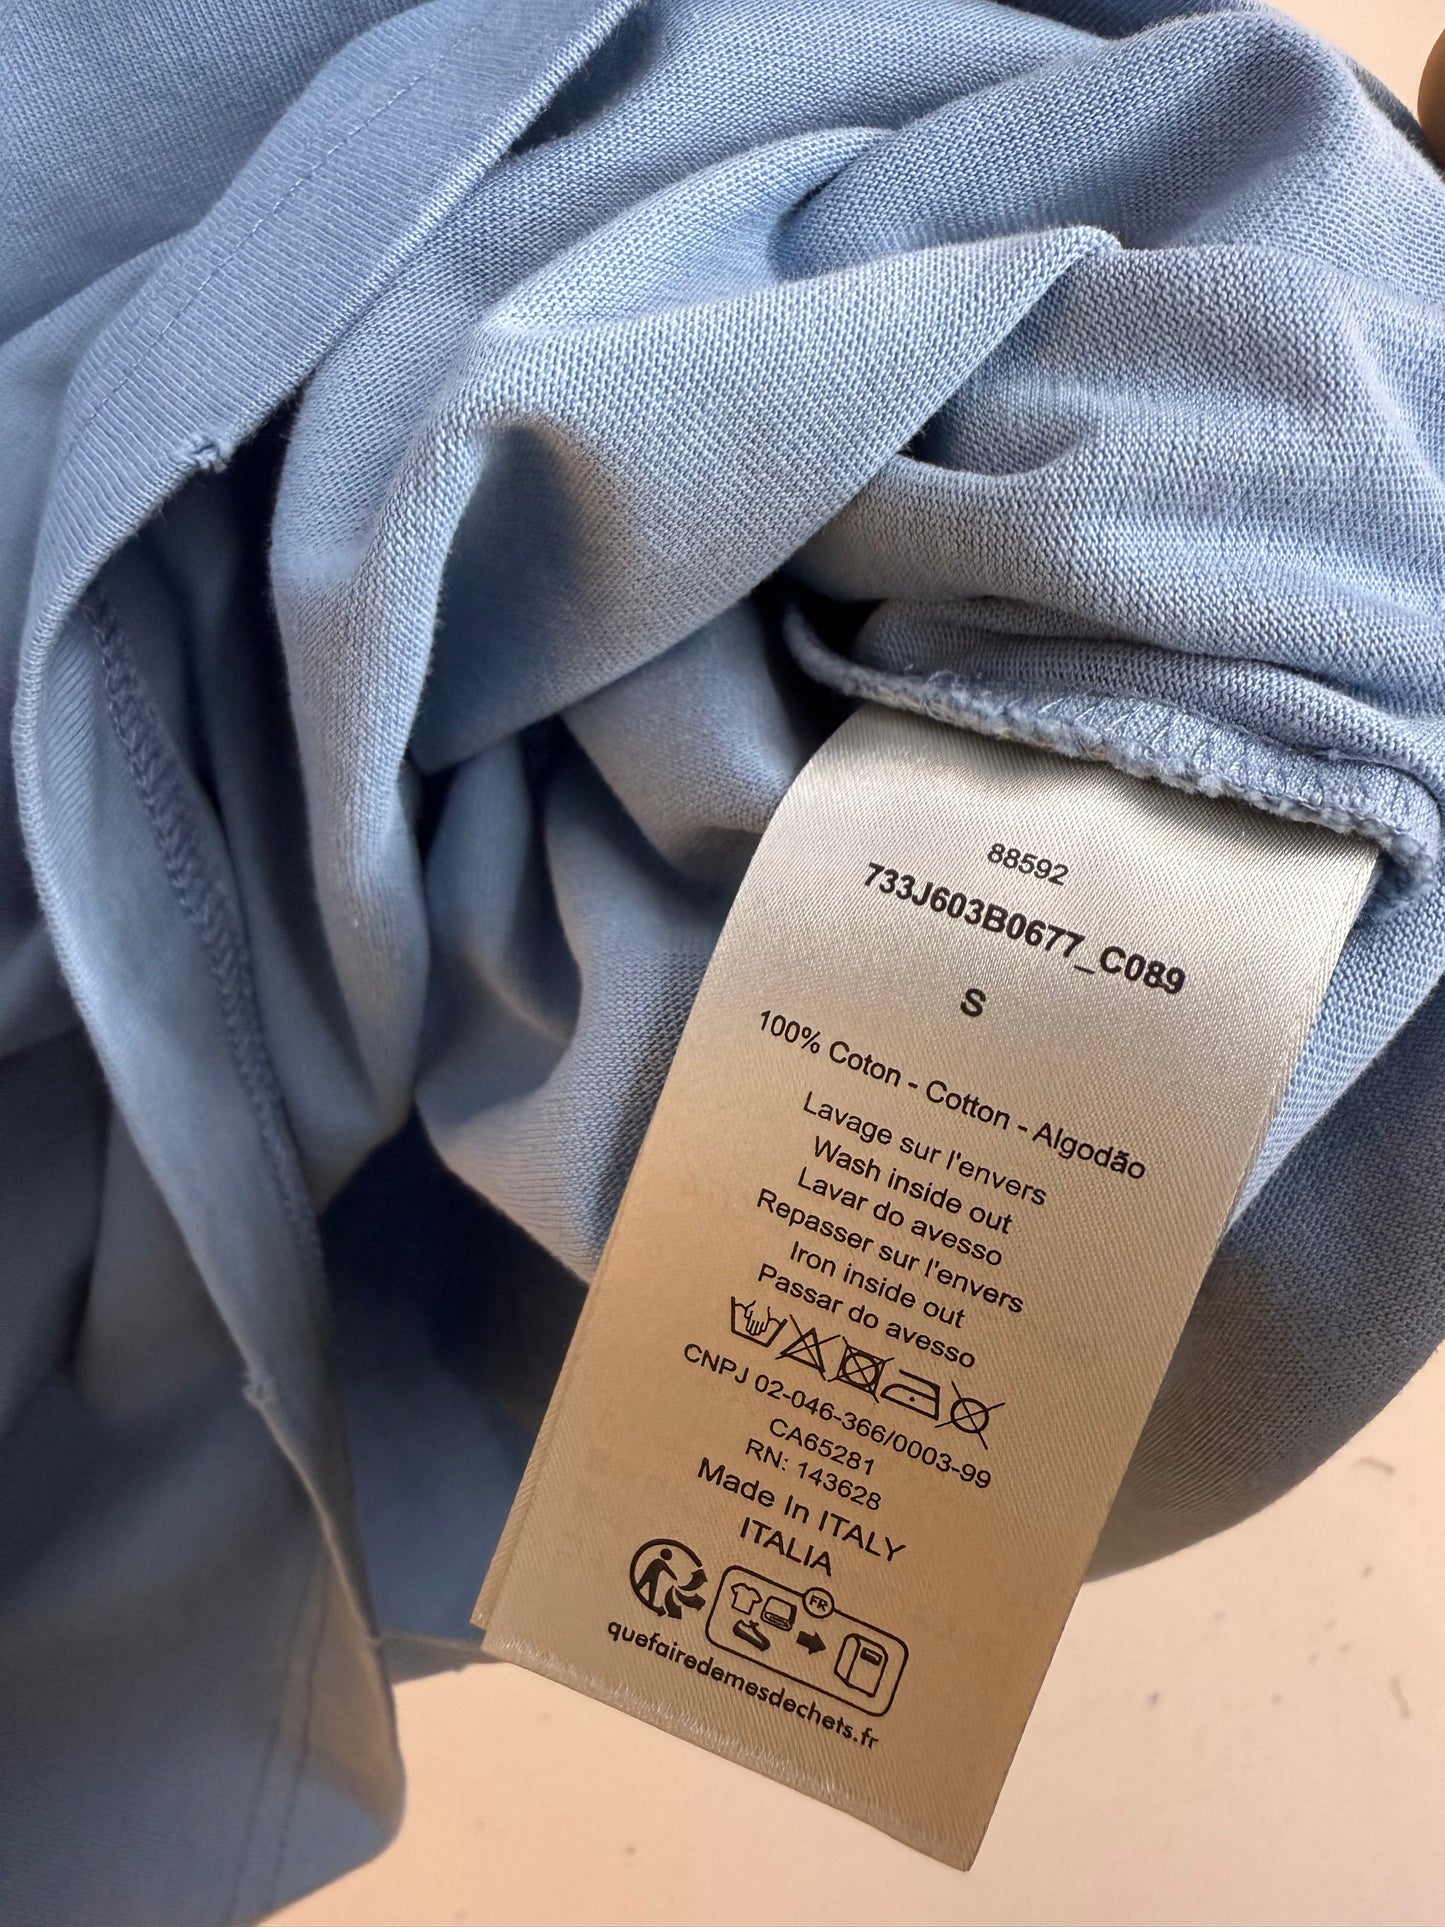 88592
733J603B0677_C089
S
100% Coton - Cotton - Algodão
Lavage sur l'envers
Wash inside out
Lavar do avesso
Repasser sur l'envers
Iron inside out
Passar do avesso
CNPJ 02-046-366/0003-99
CA65281
RN: 143628
Made In ITALY
ITALIA
FR
quefairedemesdechets.fr